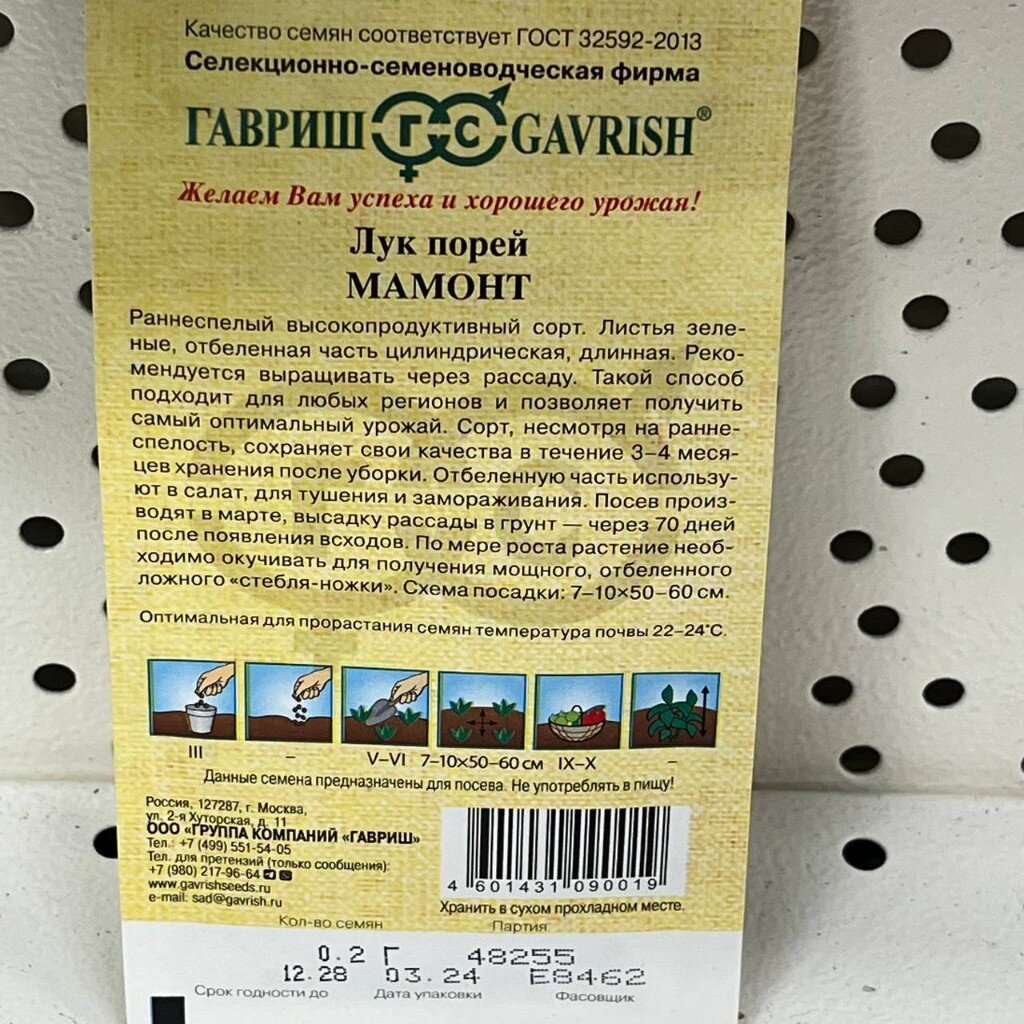 Качество семян соответствует ГОСТ 32592-2013
Селекционно-семеноводческая фирма
ГАВРИШ ГС GAVRISH®
Желаем Вам успеха и хорошего урожая!
Лук порей
МАМОНТ
Раннеспелый высокопродуктивный сорт. Листья зеле-
ные, отбеленная часть цилиндрическая, длинная. Реко-
мендуется выращивать через рассаду. Такой способ
подходит для любых регионов и позволяет получить
самый оптимальный урожай. Сорт, несмотря на ранне-
спелость, сохраняет свои качества в течение 3–4 меся-
цев хранения после уборки. Отбеленную часть использу-
ют в салат, для тушения и замораживания. Посев произ-
водят в марте, высадку рассады в грунт — через 70 дней
после появления всходов. По мере роста растение необ-
ходимо окучивать для получения мощного, отбеленного
ложного «стебля-ножки». Схема посадки: 7–10×50–60 см.
Оптимальная для прорастания семян температура почвы 22–24°С.
III – V–VI 7–10×50–60 см IX–X –
Данные семена предназначены для посева. Не употреблять в пищу!
Россия, 127287, г. Москва,
ул. 2-я Хуторская, д. 11
ООО «ГРУППА КОМПАНИЙ «ГАВРИШ»
Тел.: +7 (499) 551-54-05
Тел. для претензий (только сообщения):
+7 (980) 217-96-64
www.gavrishseeds.ru
e-mail: sad@gavrish.ru
4 601431 090019
Хранить в сухом прохладном месте.
Кол-во семян Партия
0.2 Г 48255
12.28 03.24 E8462
Срок годности до Дата упаковки Фасовщик